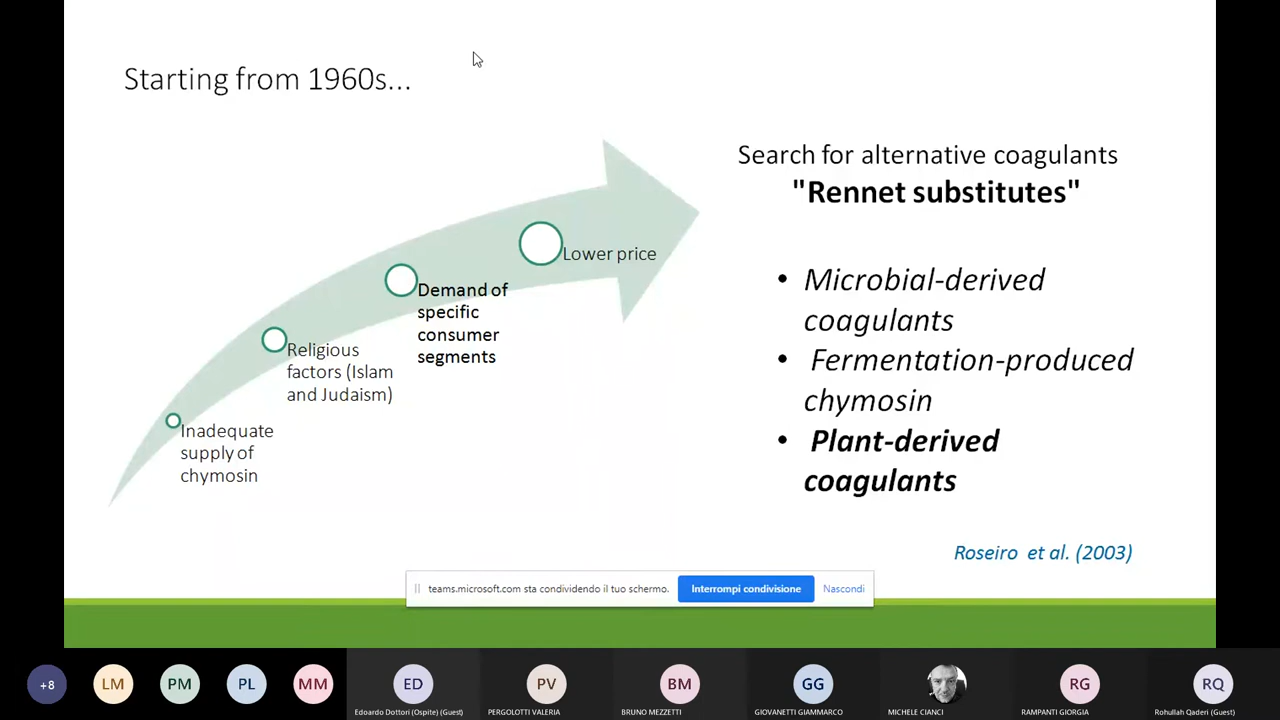 Starting from 1960s...
Search for alternative coagulants
"Rennet substitutes"
Lower price
Demand of
specific
consumer
segments
Religious
factors (Islam
and Judaism)
Inadequate
supply of
chymosin
• Microbial-derived
coagulants
• Fermentation-produced
chymosin
• Plant-derived
coagulants
Roseiro et al. (2003)
teams.microsoft.com sta condividendo il tuo schermo.
Interrompi condivisione
Nascondi
+8
LM
PM
PL
MM
ED
PV
BM
GG
RG
RQ
Edoardo Dottori (Ospite) (Guest)
PERGOLOTTI VALERIA
BRUNO MEZZETTI
GIOVANETTI GIAMMARCO
MICHELE CIANCI
RAMPANTI GIORGIA
Rohullah Qaderi (Guest)